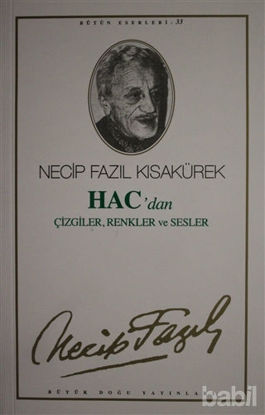 BÜTÜN ESERLERİ: 33
NECİP FAZIL KISAKÜREK
HAC'dan
ÇİZGİLER, RENKLER ve SESLER
Necip Fazıl
BÜYÜK DOĞU YAYINLARI
babil